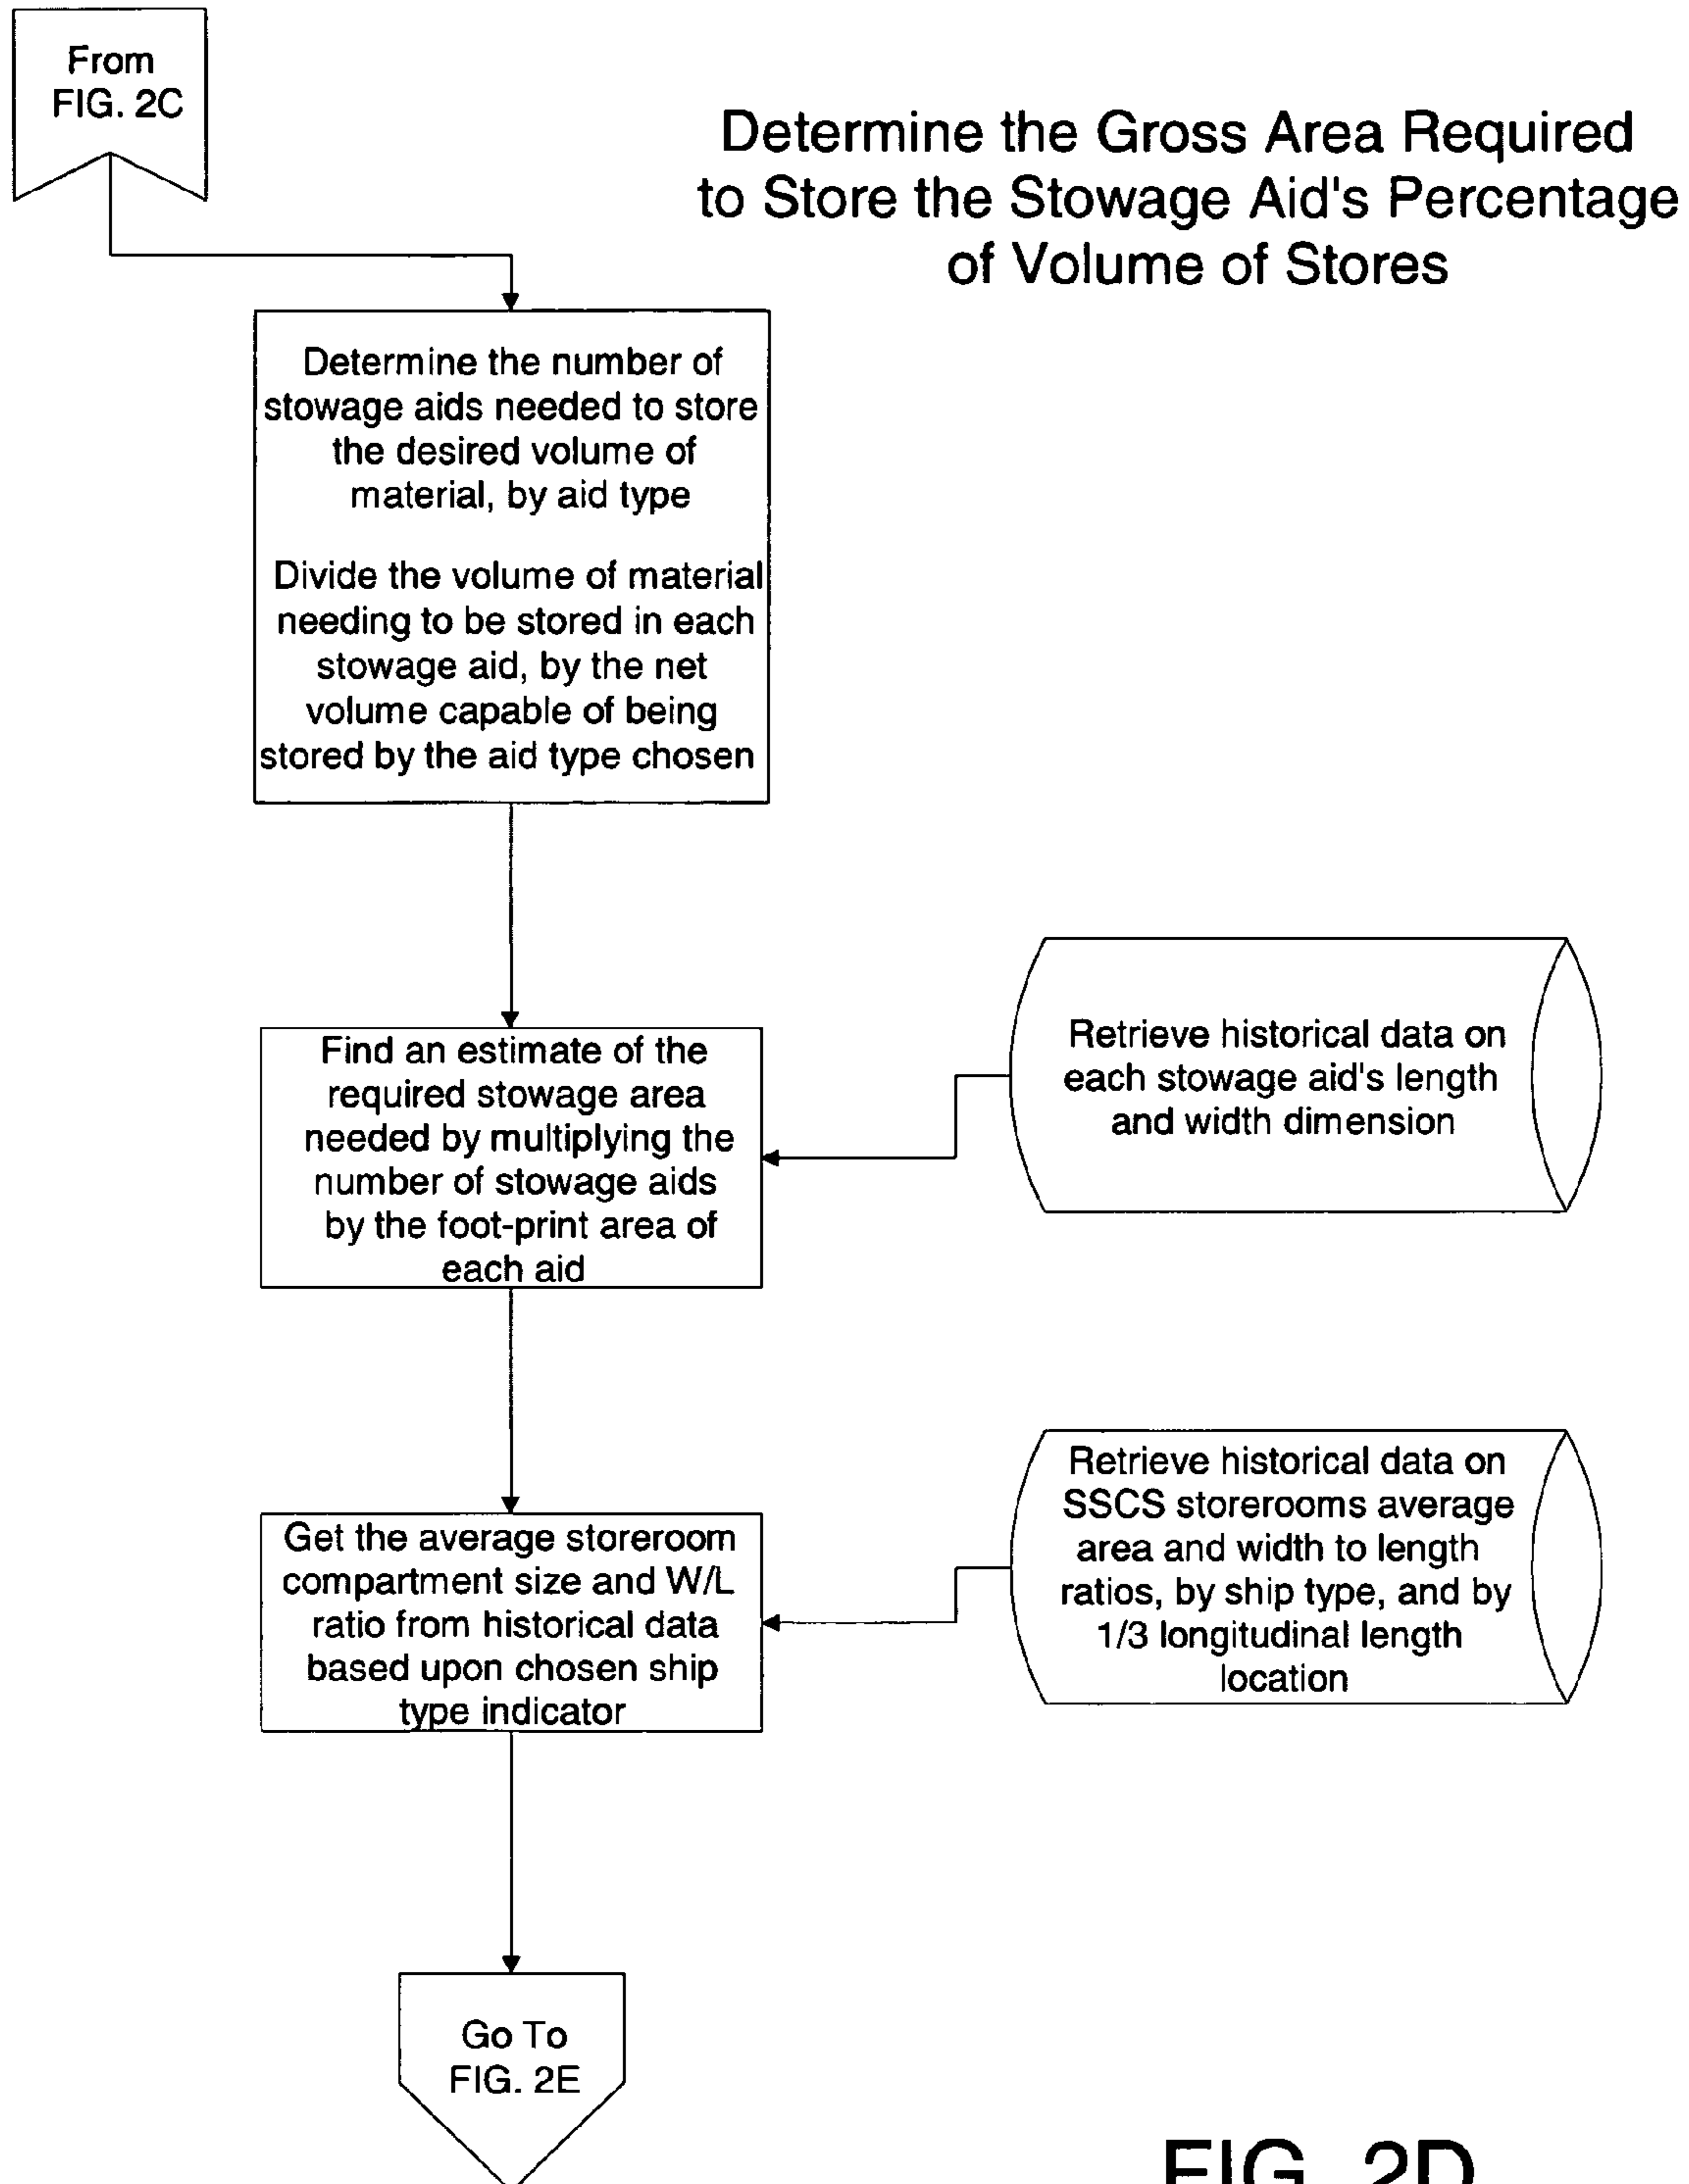 From
FIG. 2C
Determine the Gross Area Required
to Store the Stowage Aid's Percentage
of Volume of Stores
Determine the number of
stowage aids needed to store
the desired volume of
material, by aid type
Divide the volume of material
needing to be stored in each
stowage aid, by the net
volume capable of being
stored by the aid type chosen
Find an estimate of the
required stowage area
needed by multiplying the
number of stowage aids
by the foot-print area of
each aid
Retrieve historical data on
each stowage aid's length
and width dimension
Get the average storeroom
compartment size and W/L
ratio from historical data
based upon chosen ship
type indicator
Retrieve historical data on
SSCS storerooms average
area and width to length
ratios, by ship type, and by
1/3 longitudinal length
location
Go To
FIG. 2E
FIG. 2D